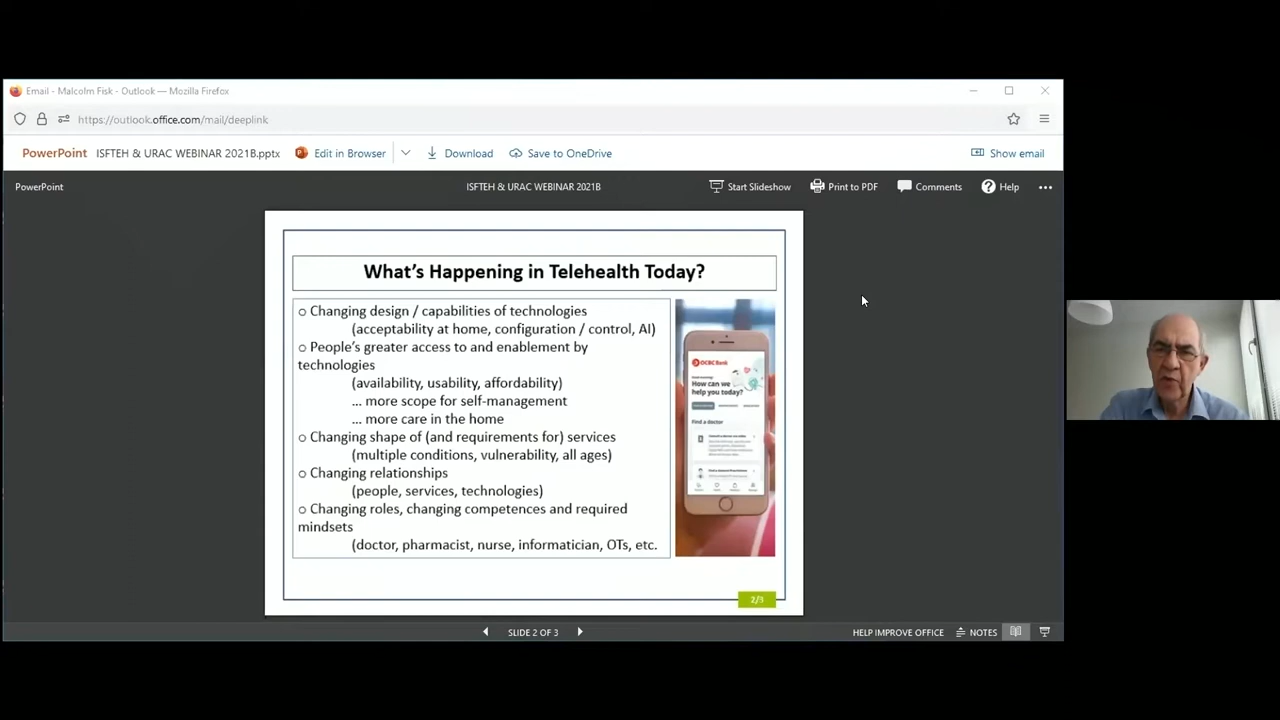 Email - Malcolm Fisk - Outlook — Mozilla Firefox
https://outlook.office.com/mail/deeplink
PowerPoint ISFTEH & URAC WEBINAR 2021B.pptx Edit in Browser Download Save to OneDrive Show email
PowerPoint ISFTEH & URAC WEBINAR 2021B Start Slideshow Print to PDF Comments Help
What's Happening in Telehealth Today?
o Changing design / capabilities of technologies
(acceptability at home, configuration / control, AI)
o People's greater access to and enablement by
technologies
(availability, usability, affordability)
... more scope for self-management
... more care in the home
o Changing shape of (and requirements for) services
(multiple conditions, vulnerability, all ages)
o Changing relationships
(people, services, technologies)
o Changing roles, changing competences and required
mindsets
(doctor, pharmacist, nurse, informatician, OTs, etc.
OCBC Bank
How can we
help you today?
Find a doctor
2/3
SLIDE 2 OF 3 HELP IMPROVE OFFICE NOTES